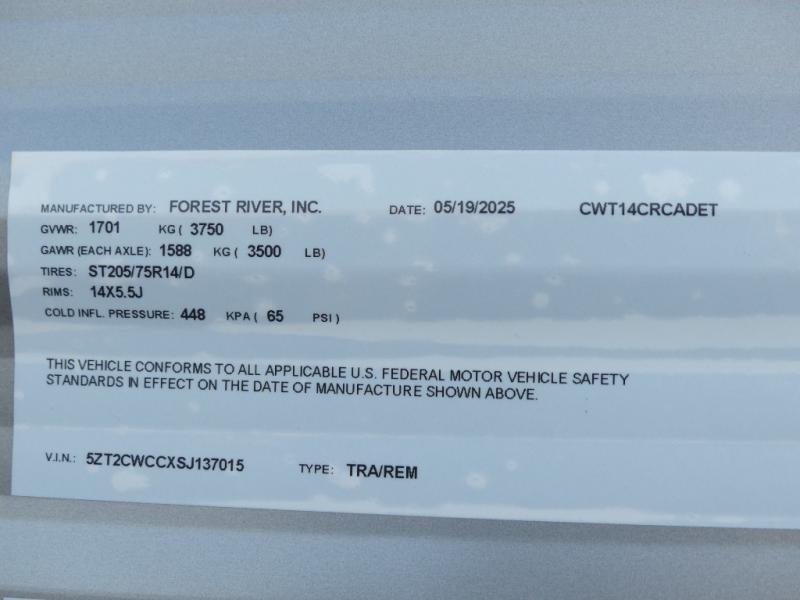 MANUFACTURED BY: FOREST RIVER, INC. DATE: 05/19/2025 CWT14CRCADET
GVWR: 1701 KG ( 3750 LB)
GAWR (EACH AXLE): 1588 KG ( 3500 LB)
TIRES: ST205/75R14/D
RIMS: 14X5.5J
COLD INFL. PRESSURE: 448 KPA ( 65 PSI )
THIS VEHICLE CONFORMS TO ALL APPLICABLE U.S. FEDERAL MOTOR VEHICLE SAFETY
STANDARDS IN EFFECT ON THE DATE OF MANUFACTURE SHOWN ABOVE.
V.I.N.: 5ZT2CWCCXSJ137015 TYPE: TRA/REM